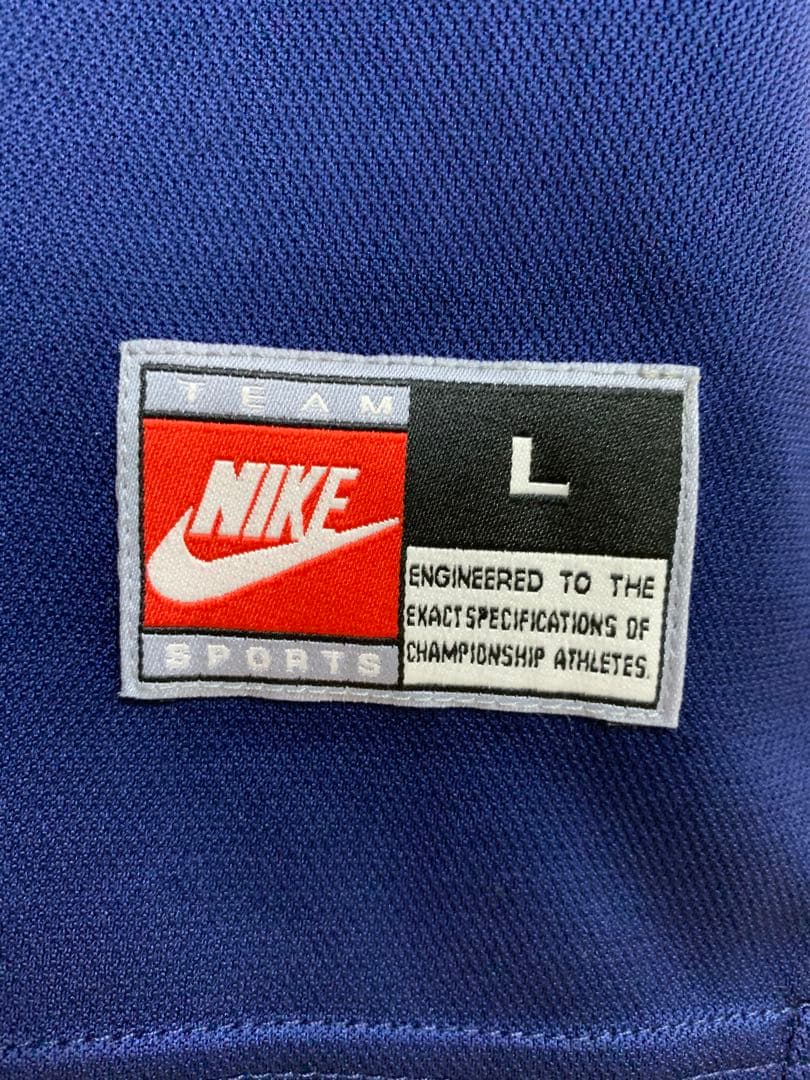 TEAM
NIKE
SPORTS
L
ENGINEERED TO THE
EXACT SPECIFICATIONS OF
CHAMPIONSHIP ATHLETES.